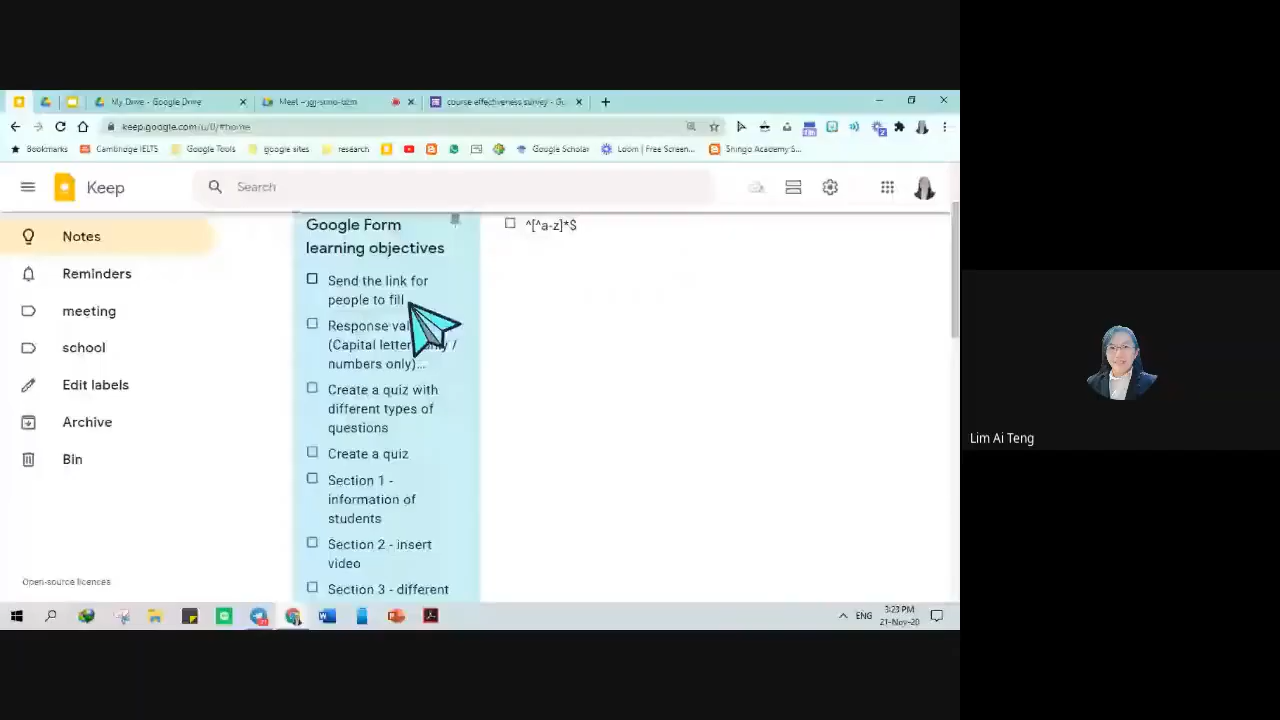 My Drive - Google Drive
Meet -
course effectiveness survey - Go
keep.google.com/u/0/#home
Bookmarks
Cambridge IELTS
Google Tools
google sites
research
Google Scholar
Loom | Free Screen...
Shingo Academy S...
Keep
Search
Notes
Reminders
meeting
school
Edit labels
Archive
Bin
Open-source licences
Google Form
learning objectives
Send the link for
people to fill
Response
(Capital letter /
numbers only)...
Create a quiz with
different types of
questions
Create a quiz
Section 1 -
information of
students
Section 2 - insert
video
Section 3 - different
^[^a-z]*$
ENG
3:23 PM
21-Nov-20
Lim Ai Teng